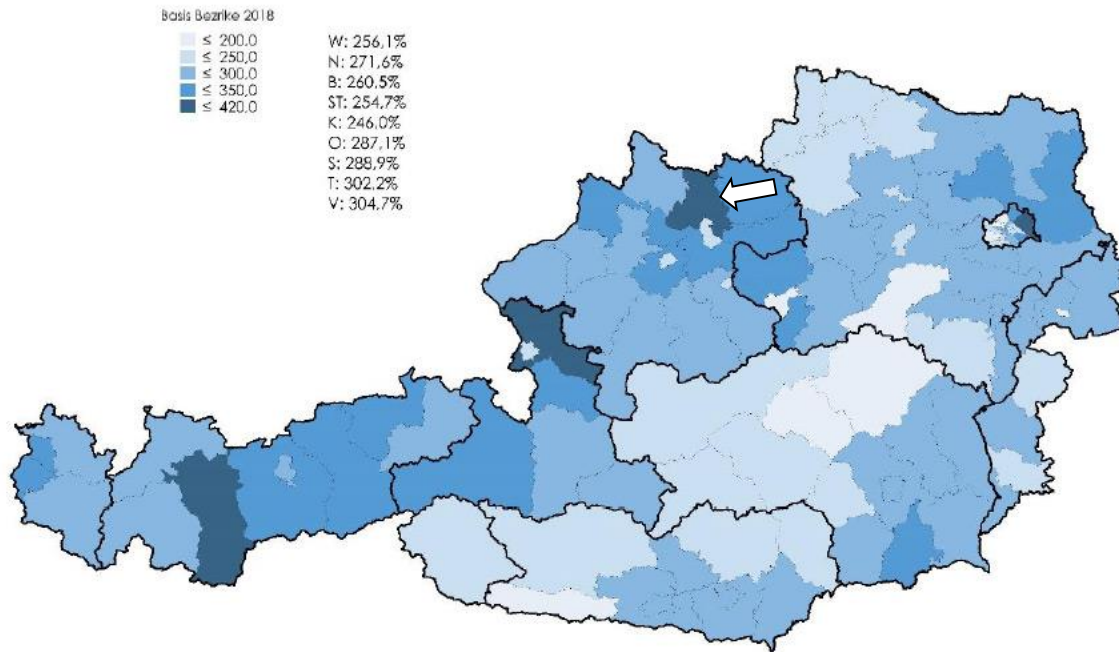 Basis Bezrike 2018
≤ 200.0
≤ 250,0
≤ 300.0
≤ 350,0
≤ 420.0
W: 256,1%
N: 271,6%
B: 260,5%
ST: 254,7%
K: 246,0%
O: 287,1%
S: 288,9%
T: 302,2%
V: 304,7%